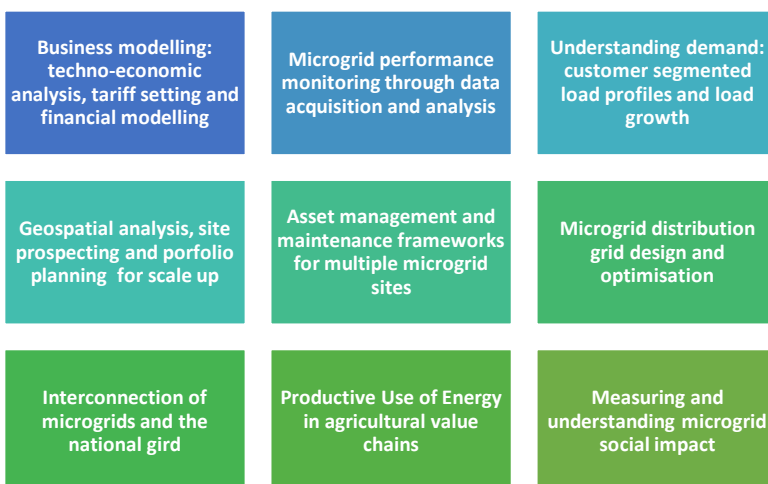 Business modelling:
techno-economic
analysis, tariff setting and
financial modelling
Microgrid performance
monitoring through data
acquisition and analysis
Understanding demand:
customer segmented
load profiles and load
growth
Geospatial analysis, site
prospecting and porfolio
planning for scale up
Asset management and
maintenance frameworks
for multiple microgrid
sites
Microgrid distribution
grid design and
optimisation
Interconnection of
microgrids and the
national gird
Productive Use of Energy
in agricultural value
chains
Measuring and
understanding microgrid
social impact